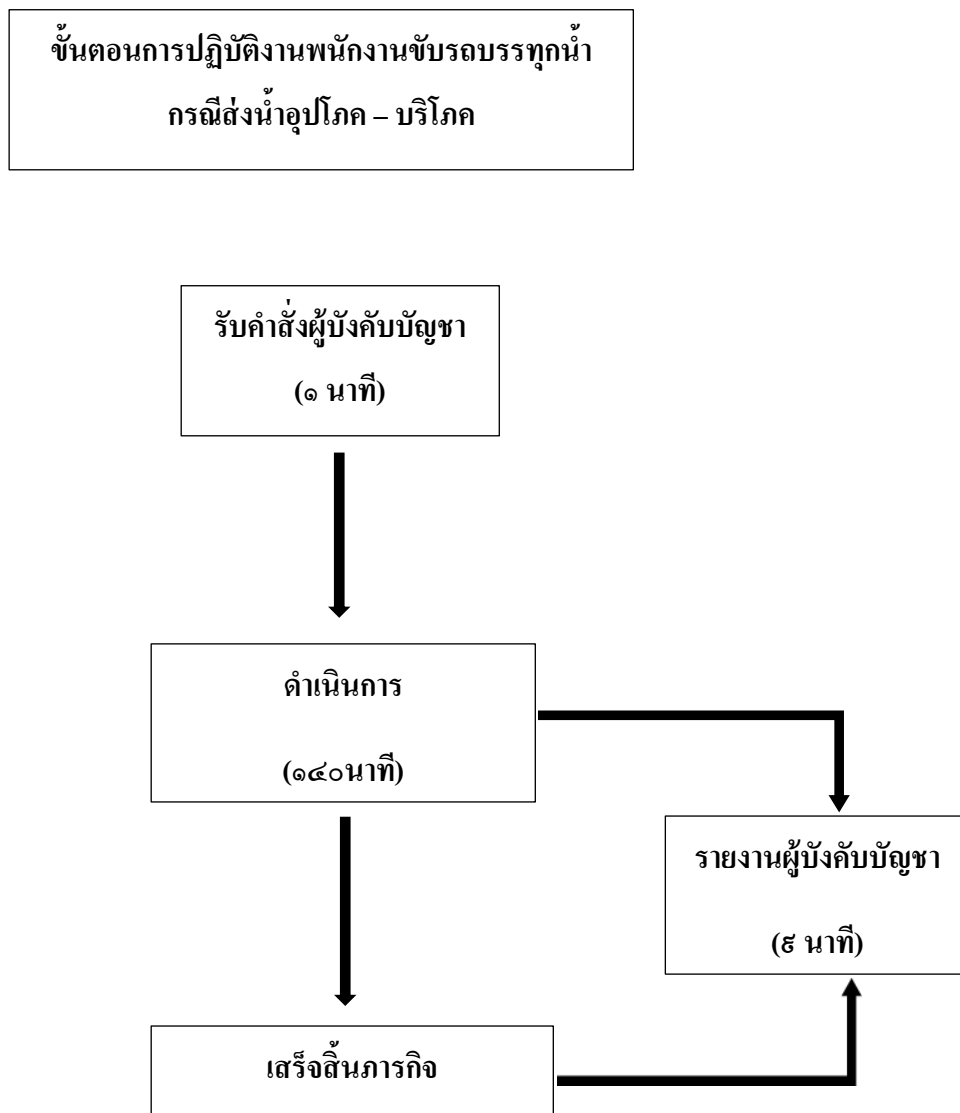 ขั้นตอนการปฏิบัติงานพนักงานขับรถบรรทุกน้ำ
กรณีส่งน้ำอุปโภค – บริโภค
รับคำสั่งผู้บังคับบัญชา
(๑ นาที)
ดำเนินการ
(๑๔๐นาที)
รายงานผู้บังคับบัญชา
(๙ นาที)
เสร็จสิ้นภารกิจ